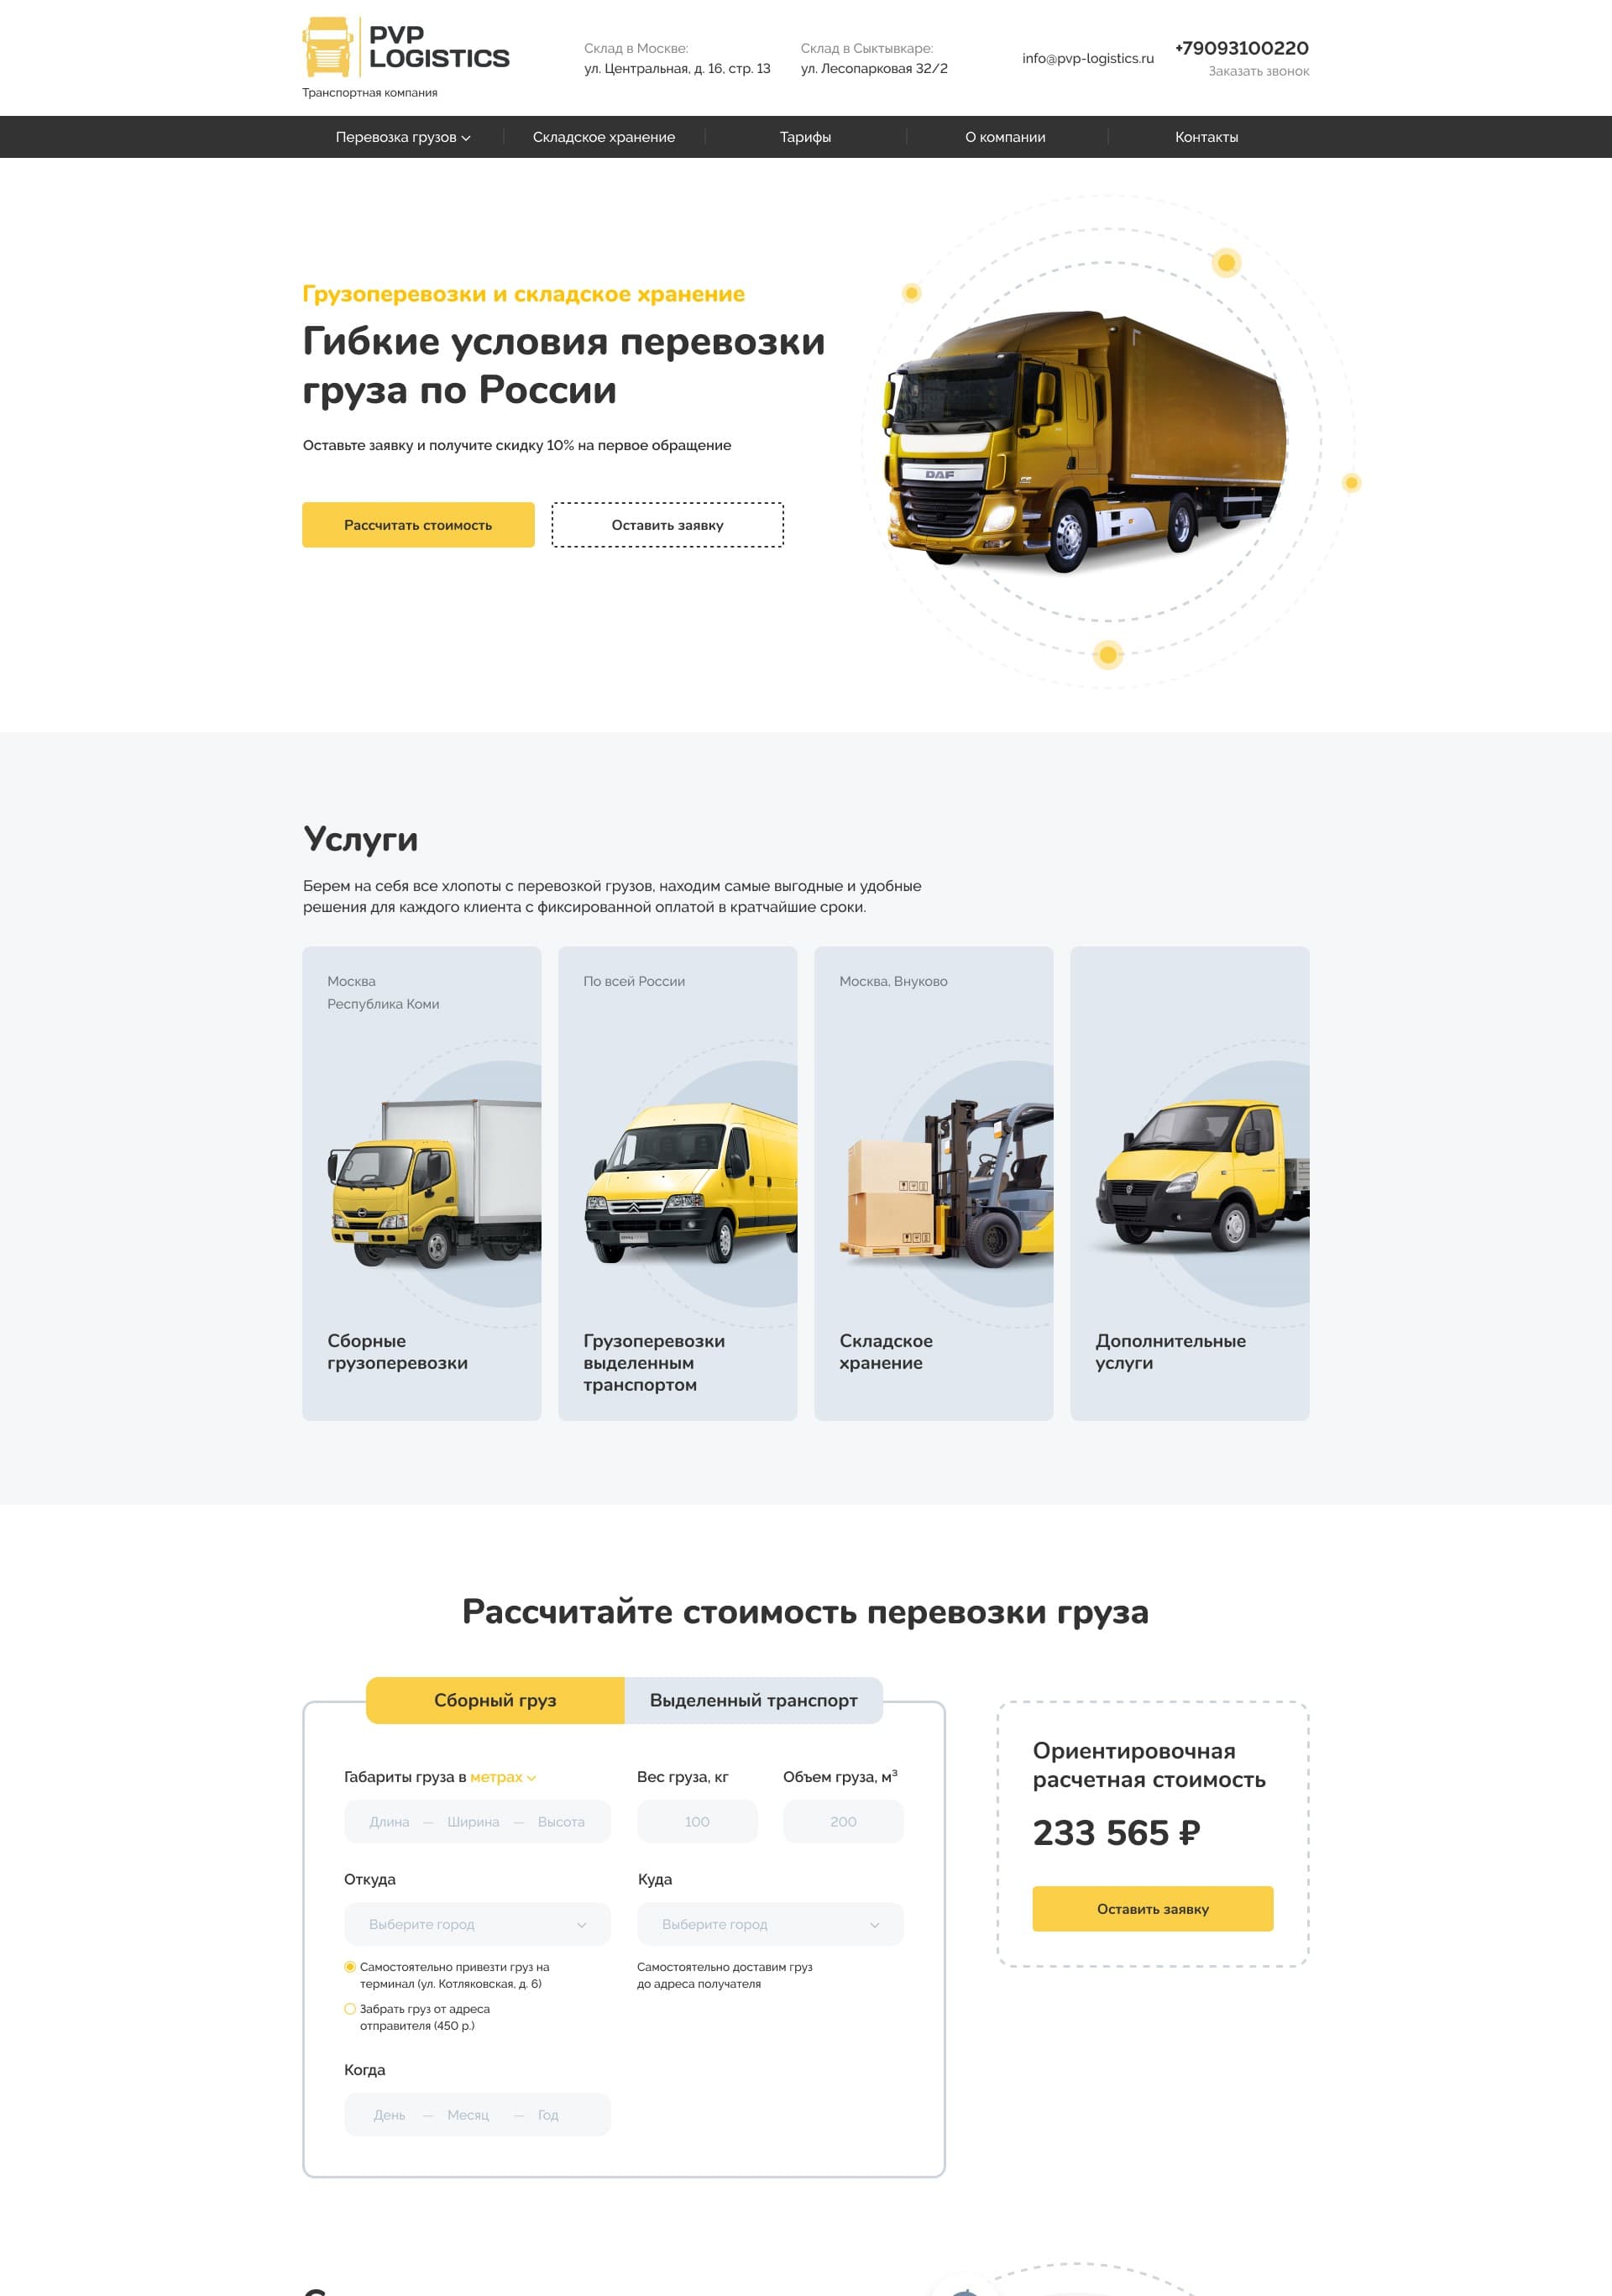 PVP
LOGISTICS
Транспортная компания
Склад в Москве:
ул. Центральная, д. 16, стр. 13
Склад в Сыктывкаре:
ул. Лесопарковая 32/2
info@pvp-logistics.ru
+79093100220
Заказать звонок
Перевозка грузов
Складское хранение
Тарифы
О компании
Контакты
Грузоперевозки и складское хранение
Гибкие условия перевозки
груза по России
Оставьте заявку и получите скидку 10% на первое обращение
Рассчитать стоимость
Оставить заявку
DAF
Услуги
Берем на себя все хлопоты с перевозкой грузов, находим самые выгодные и удобные
решения для каждого клиента с фиксированной оплатой в кратчайшие сроки.
Москва
Республика Коми
Сборные
грузоперевозки
По всей России
Грузоперевозки
выделенным
транспортом
Москва, Внуково
Складское
хранение
Дополнительные
услуги
Рассчитайте стоимость перевозки груза
Сборный груз
Выделенный транспорт
Габариты груза в метрах
Длина — Ширина — Высота
Вес груза, кг
100
Объем груза, м³
200
Откуда
Выберите город
Самостоятельно привезти груз на
терминал (ул. Котляковская, д. 6)
Забрать груз от адреса
отправителя (450 р.)
Куда
Выберите город
Самостоятельно доставим груз
до адреса получателя
Когда
День — Месяц — Год
Ориентировочная
расчетная стоимость
233 565 ₽
Оставить заявку